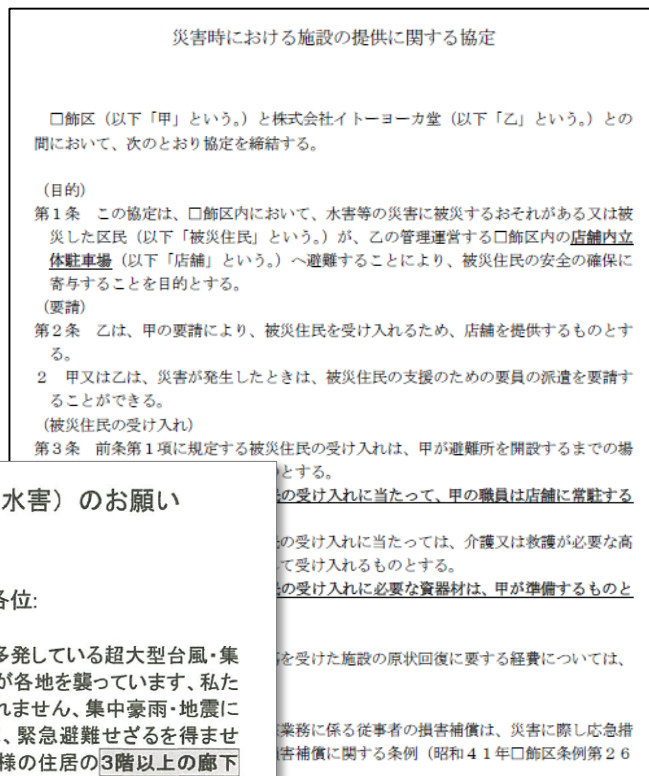 災害時における施設の提供に関する協定
□飾区（以下「甲」という。）と株式会社イトーヨーカ堂（以下「乙」という。）との
間において、次のとおり協定を締結する。
（目的）
第１条　この協定は、□飾区内において、水害等の災害に被災するおそれがある又は被
災した区民（以下「被災住民」という。）が、乙の管理運営する□飾区内の店舗内立
体駐車場（以下「店舗」という。）へ避難することにより、被災住民の安全の確保に
寄与することを目的とする。
（要請）
第２条　乙は、甲の要請により、被災住民を受け入れるため、店舗を提供するものとす
る。
２　甲又は乙は、災害が発生したときは、被災住民の支援のための要員の派遣を要請す
ることができる。
（被災住民の受け入れ）
第３条　前条第１項に規定する被災住民の受け入れは、甲が避難所を開設するまでの場
とする。
の受け入れに当たって、甲の職員は店舗に常駐する
の受け入れに当たっては、介護又は救護が必要な高
て受け入れるものとする。
の受け入れに必要な資器材は、甲が準備するものと
を受けた施設の原状回復に要する経費については、
業務に係る従事者の損害補償は、災害に際し応急措
害補償に関する条例（昭和４１年□飾区条例第２６
水害）のお願い
各位:
多発している超大型台風・集
が各地を襲っています、私た
れません、集中豪雨・地震に
、緊急避難せざるを得ませ
様の住居の3階以上の廊下